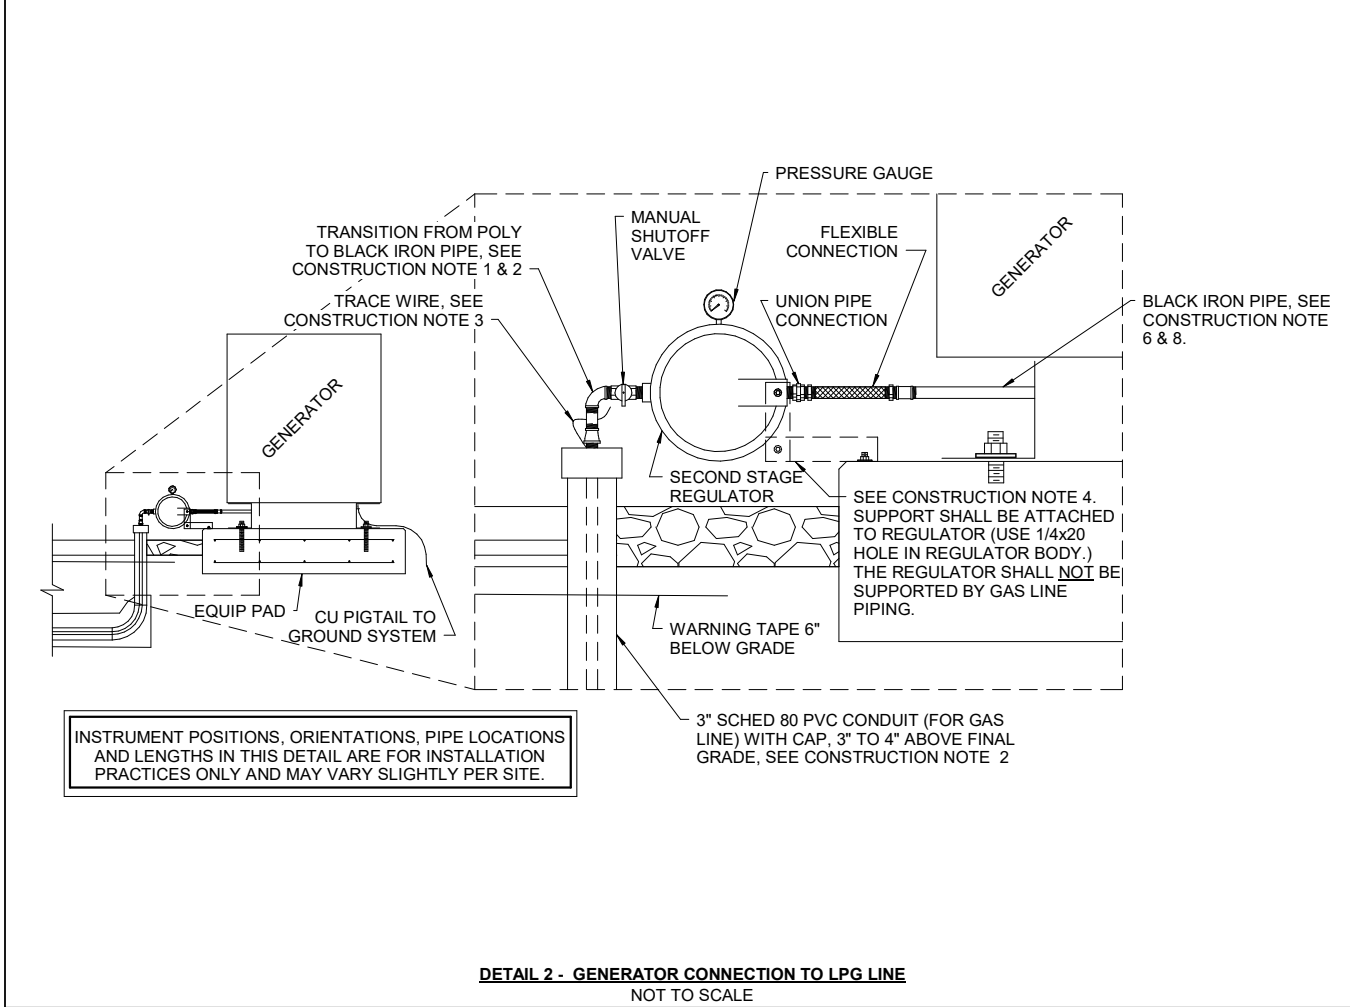 PRESSURE GAUGE
TRANSITION FROM POLY
TO BLACK IRON PIPE, SEE
CONSTRUCTION NOTE 1 & 2
MANUAL
SHUTOFF
VALVE
FLEXIBLE
CONNECTION
GENERATOR
TRACE WIRE, SEE
CONSTRUCTION NOTE 3
UNION PIPE
CONNECTION
BLACK IRON PIPE, SEE
CONSTRUCTION NOTE
6 & 8.
GENERATOR
SECOND STAGE
REGULATOR
SEE CONSTRUCTION NOTE 4.
SUPPORT SHALL BE ATTACHED
TO REGULATOR (USE 1/4x20
HOLE IN REGULATOR BODY.)
THE REGULATOR SHALL NOT BE
SUPPORTED BY GAS LINE
PIPING.
EQUIP PAD
CU PIGTAIL TO
GROUND SYSTEM
WARNING TAPE 6"
BELOW GRADE
3" SCHED 80 PVC CONDUIT (FOR GAS
LINE) WITH CAP, 3" TO 4" ABOVE FINAL
GRADE, SEE CONSTRUCTION NOTE  2
INSTRUMENT POSITIONS, ORIENTATIONS, PIPE LOCATIONS
AND LENGTHS IN THIS DETAIL ARE FOR INSTALLATION
PRACTICES ONLY AND MAY VARY SLIGHTLY PER SITE.
DETAIL 2 -  GENERATOR CONNECTION TO LPG LINE
NOT TO SCALE